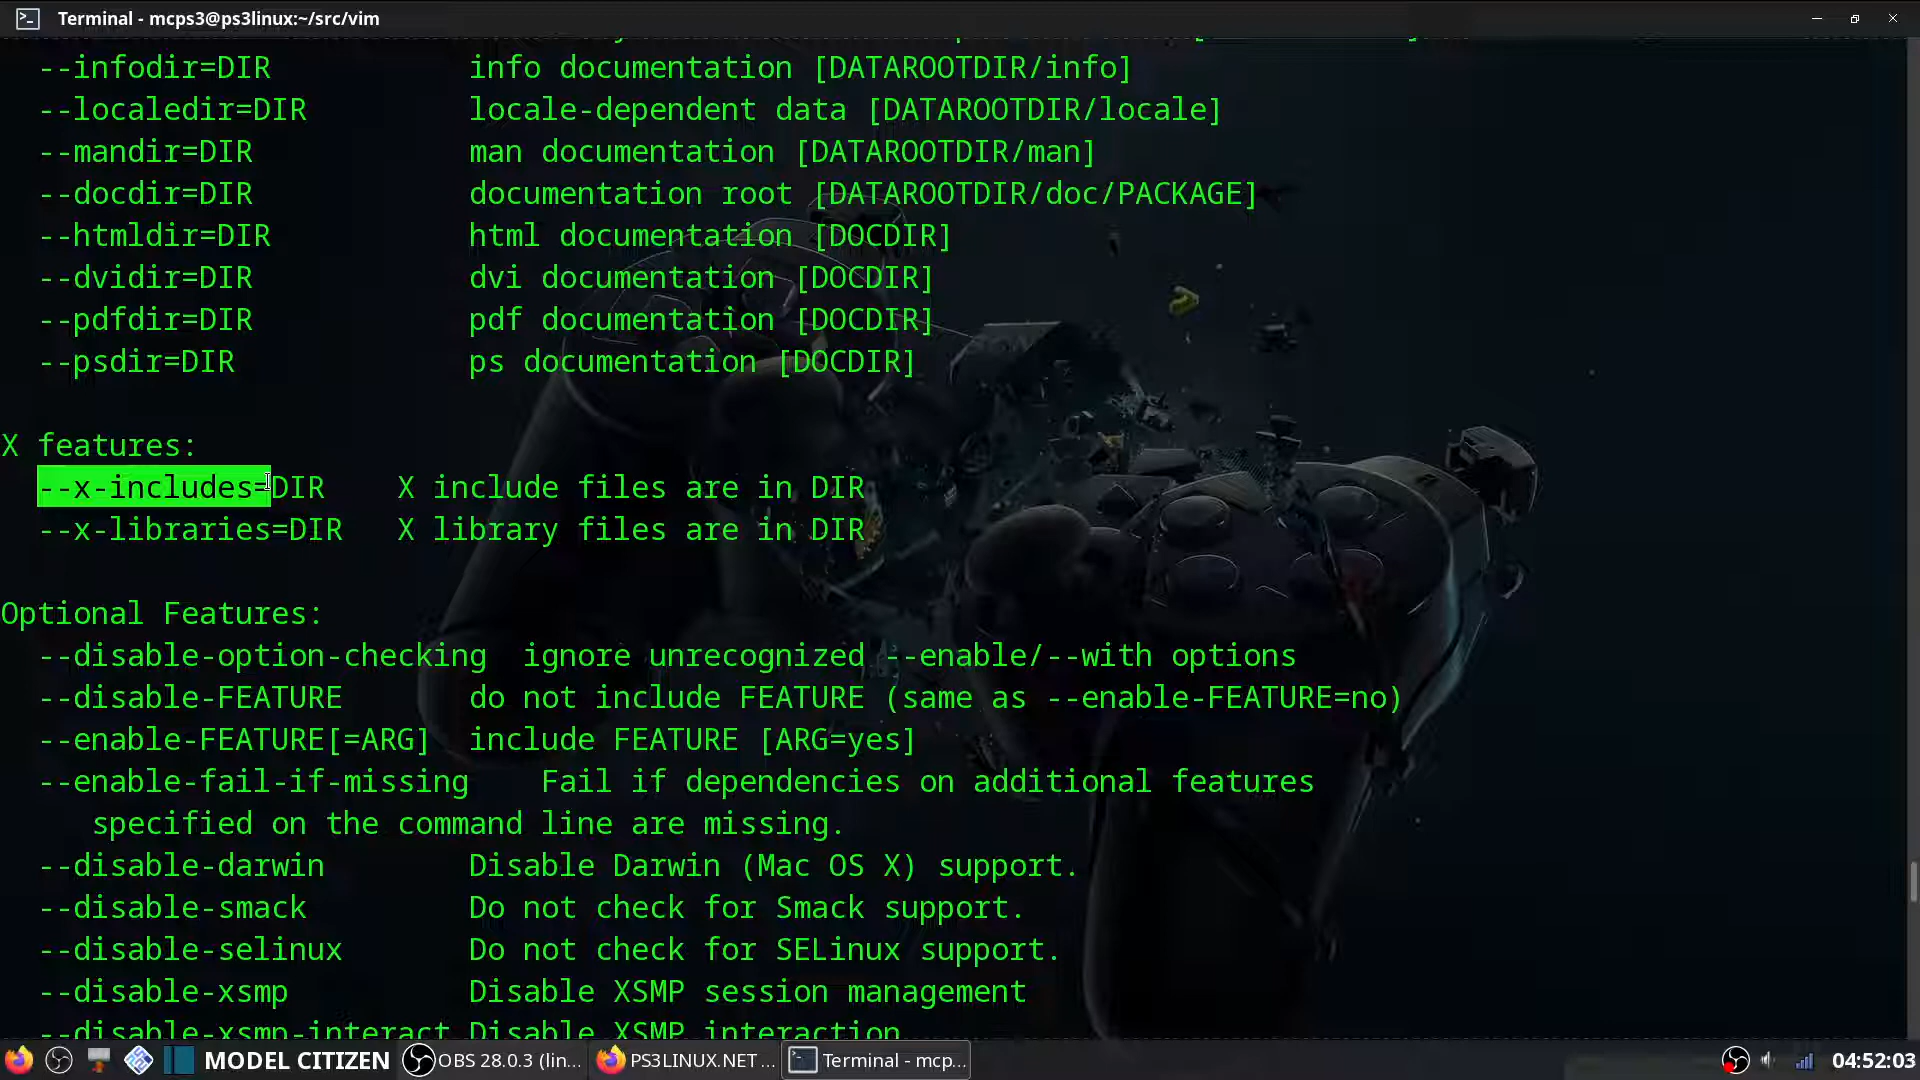 Terminal - mcps3@ps3linux:~/src/vim
--infodir=DIR info documentation [DATAROOTDIR/info]
--localedir=DIR locale-dependent data [DATAROOTDIR/locale]
--mandir=DIR man documentation [DATAROOTDIR/man]
--docdir=DIR documentation root [DATAROOTDIR/doc/PACKAGE]
--htmldir=DIR html documentation [DOCDIR]
--dvidir=DIR dvi documentation [DOCDIR]
--pdfdir=DIR pdf documentation [DOCDIR]
--psdir=DIR ps documentation [DOCDIR]
X features:
--x-includes=DIR X include files are in DIR
--x-libraries=DIR X library files are in DIR
Optional Features:
--disable-option-checking ignore unrecognized --enable/--with options
--disable-FEATURE do not include FEATURE (same as --enable-FEATURE=no)
--enable-FEATURE[=ARG] include FEATURE [ARG=yes]
--enable-fail-if-missing Fail if dependencies on additional features
specified on the command line are missing.
--disable-darwin Disable Darwin (Mac OS X) support.
--disable-smack Do not check for Smack support.
--disable-selinux Do not check for SELinux support.
--disable-xsmp Disable XSMP session management
--disable-xsmp-interact Disable XSMP interaction
MODEL CITIZEN OBS 28.0.3 (lin... PS3LINUX.NET ... Terminal - mcp... 04:52:03